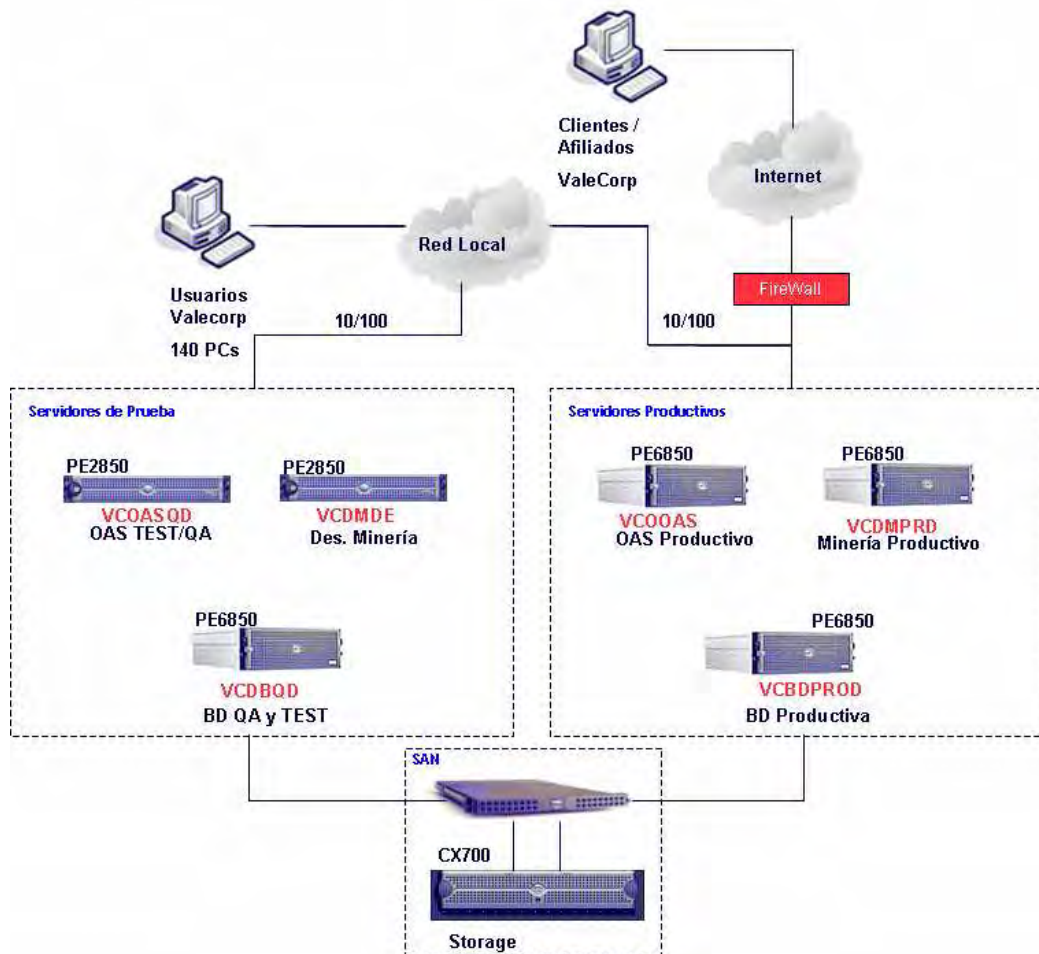 Clientes /
Afiliados
ValeCorp
Internet
Red Local
FireWall
Usuarios
Valecorp
140 PCs
10/100
10/100
Servidores de Prueba
PE2850
VCOASQD
OAS TEST/QA
PE2850
VCDMDE
Des. Minería
PE6850
VCDBQD
BD QA y TEST
Servidores Productivos
PE6850
VCOOAS
OAS Productivo
PE6850
VCDMPRD
Minería Productivo
PE6850
VCBDPROD
BD Productiva
SAN
CX700
Storage